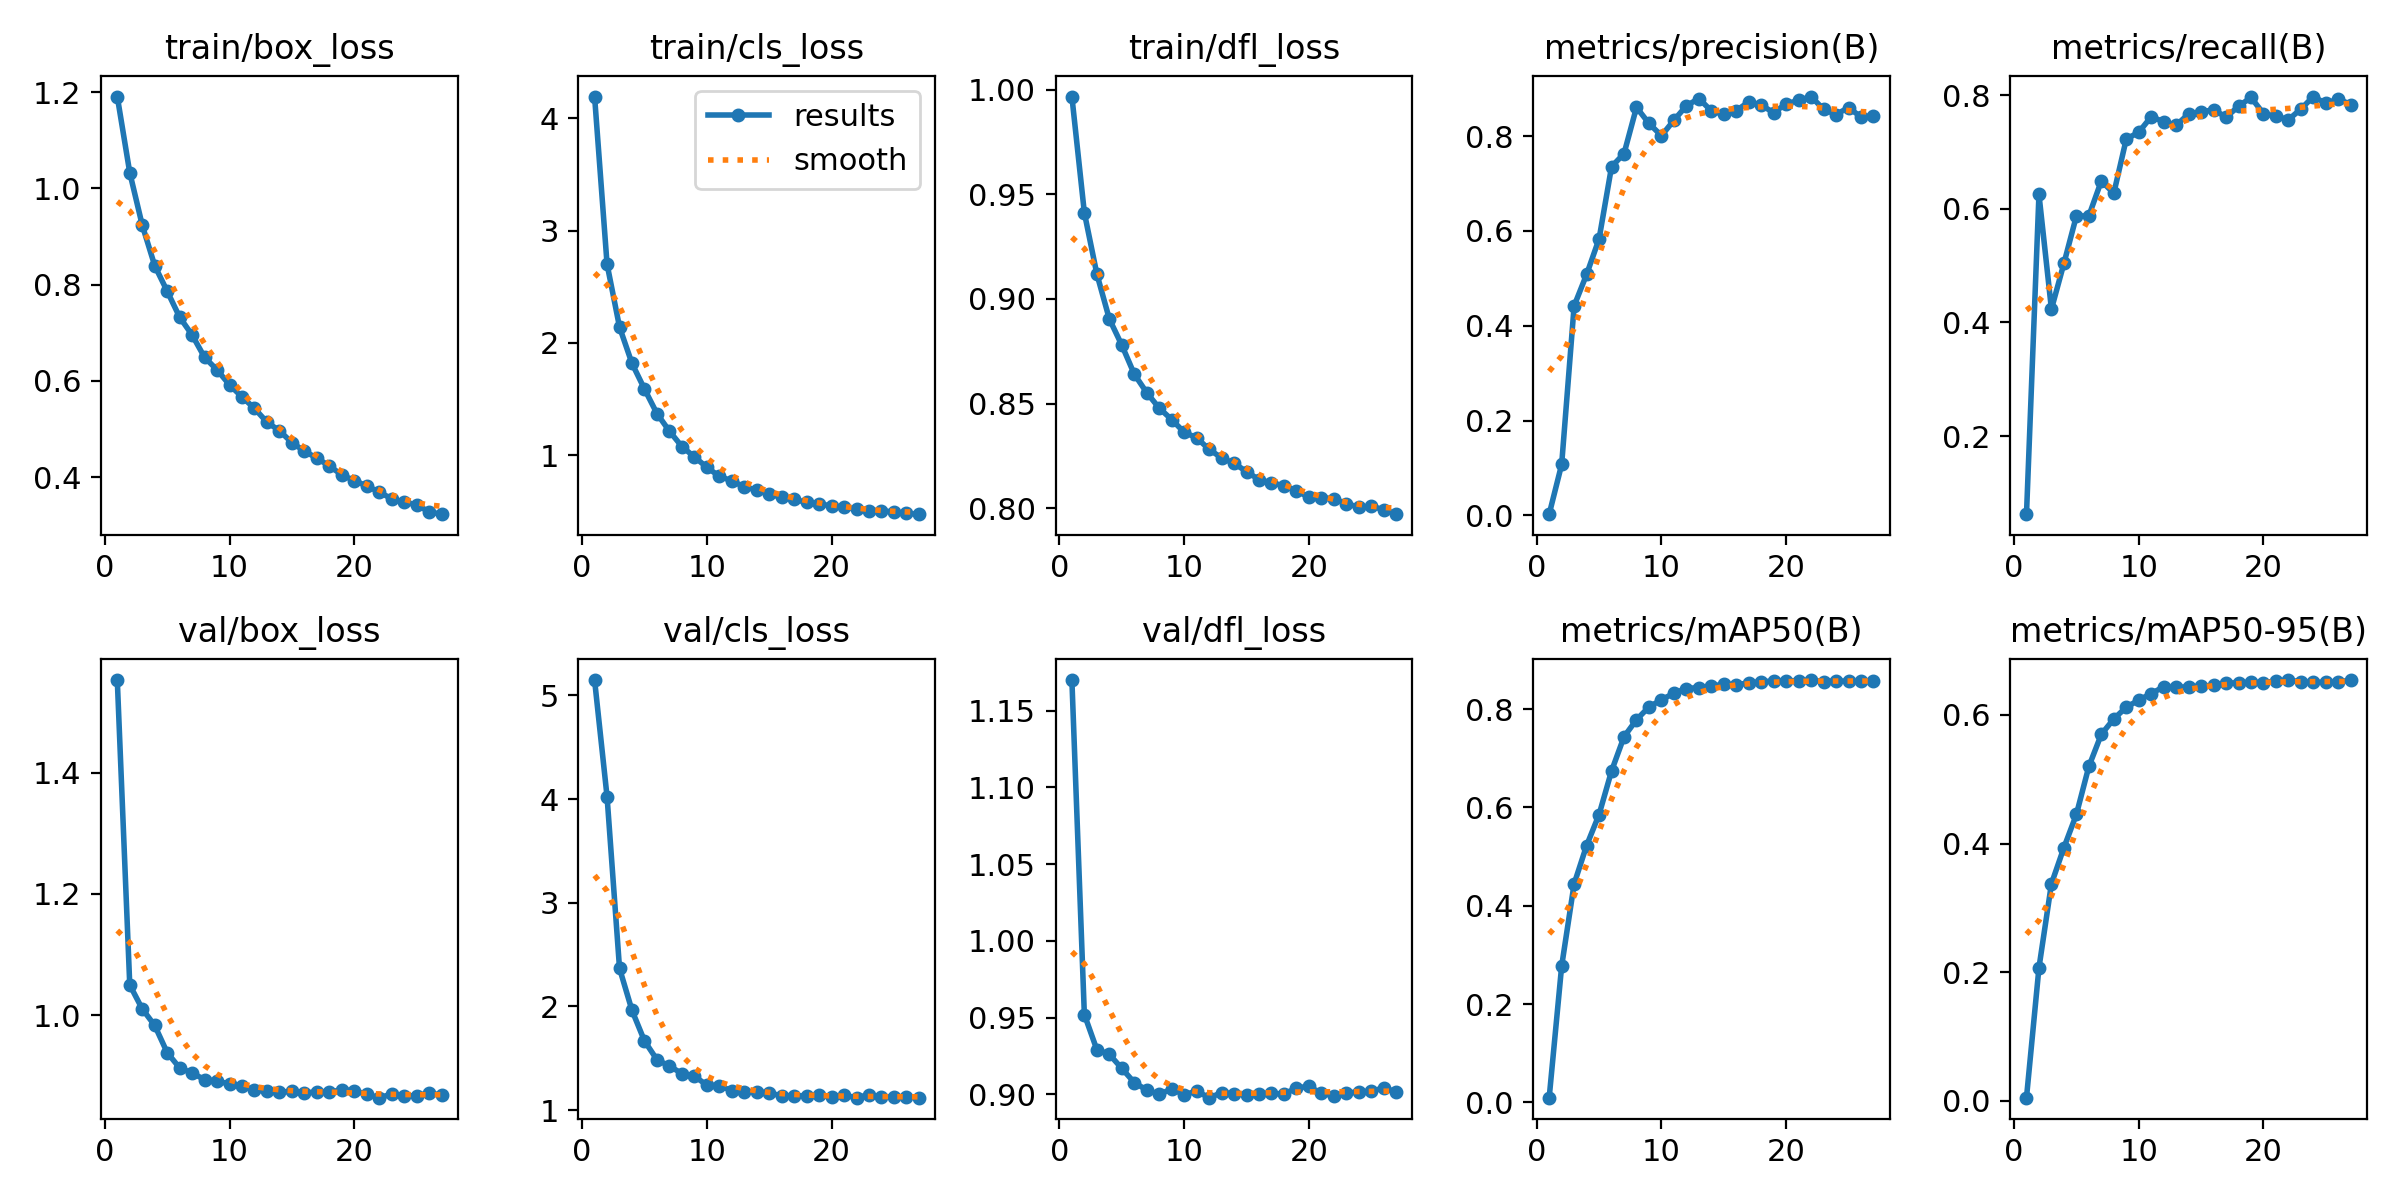 train/box_loss
1.2
1.0
0.8
0.6
0.4
0 10 20
train/cls_loss
results
smooth
4
3
2
1
0 10 20
train/dfl_loss
1.00
0.95
0.90
0.85
0.80
0 10 20
metrics/precision(B)
0.8
0.6
0.4
0.2
0.0
0 10 20
metrics/recall(B)
0.8
0.6
0.4
0.2
0 10 20
val/box_loss
1.4
1.2
1.0
0 10 20
val/cls_loss
5
4
3
2
1
0 10 20
val/dfl_loss
1.15
1.10
1.05
1.00
0.95
0.90
0 10 20
metrics/mAP50(B)
0.8
0.6
0.4
0.2
0.0
0 10 20
metrics/mAP50-95(B)
0.6
0.4
0.2
0.0
0 10 20